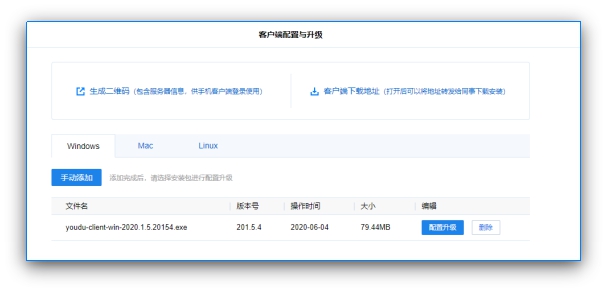 客户端配置与升级
生成二维码（包含服务器信息，供手机客户端登录使用） 客户端下载地址（打开后可以将地址转发给同事下载安装）
Windows Mac Linux
手动添加 添加完成后，请选择安装包进行配置升级
文件名 版本号 操作时间 大小 编辑
youdu-client-win-2020.1.5.20154.exe 201.5.4 2020-06-04 79.44MB 配置升级 删除